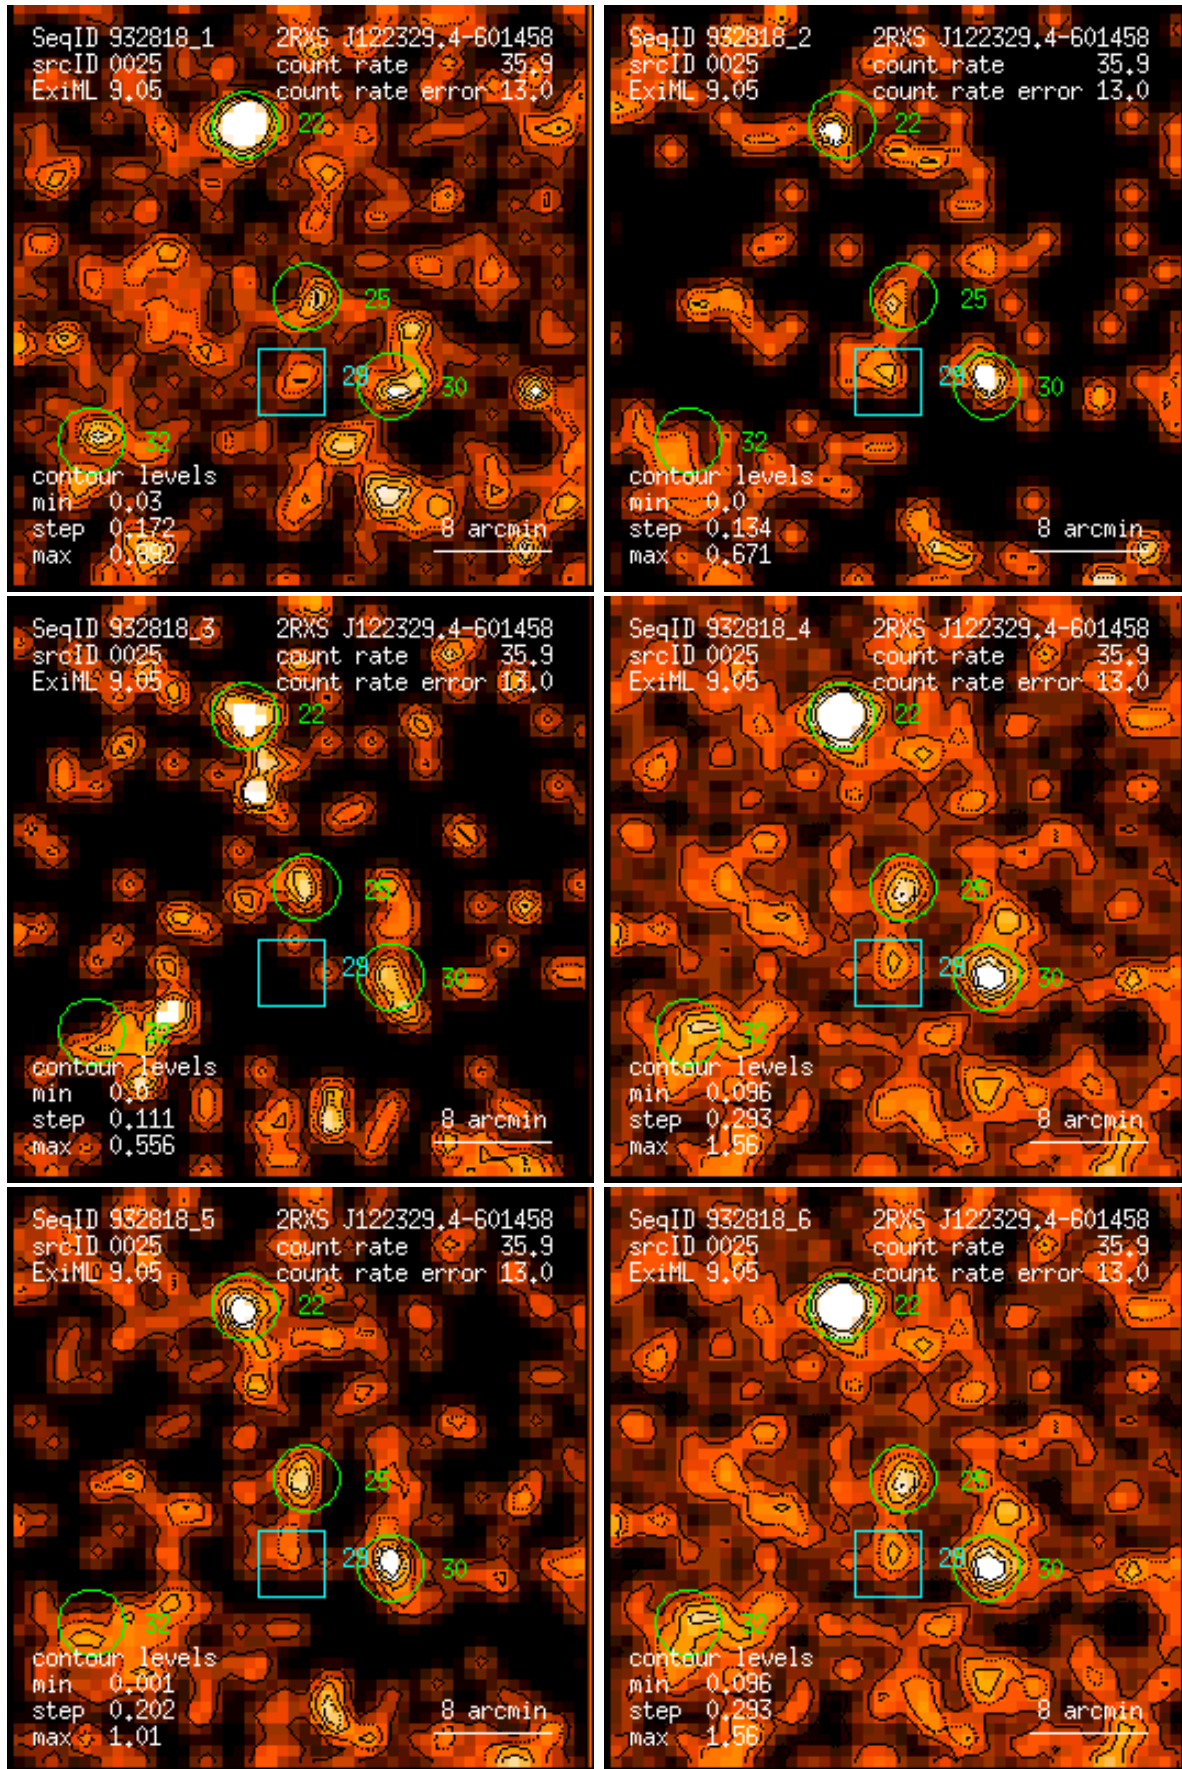 SeqID 932818_1 2RXS J122329.4-601458
srcID 0025 count rate 35.9
ExiML 9.05 count rate error 13.0
22
25
29
30
32
contour levels
min 0.03
step 0.172
max 0.892
8 arcmin
SeqID 932818_2 2RXS J122329.4-601458
srcID 0025 count rate 35.9
ExiML 9.05 count rate error 13.0
22
25
29
30
32
contour levels
min 0.0
step 0.134
max 0.671
8 arcmin
SeqID 932818_3 2RXS J122329.4-601458
srcID 0025 count rate 35.9
ExiML 9.05 count rate error 13.0
22
25
29
30
32
contour levels
min 0.0
step 0.111
max 0.556
8 arcmin
SeqID 932818_4 2RXS J122329.4-601458
srcID 0025 count rate 35.9
ExiML 9.05 count rate error 13.0
22
25
29
30
32
contour levels
min 0.096
step 0.293
max 1.56
8 arcmin
SeqID 932818_5 2RXS J122329.4-601458
srcID 0025 count rate 35.9
ExiML 9.05 count rate error 13.0
22
25
29
30
32
contour levels
min 0.001
step 0.202
max 1.01
8 arcmin
SeqID 932818_6 2RXS J122329.4-601458
srcID 0025 count rate 35.9
ExiML 9.05 count rate error 13.0
22
25
29
30
32
contour levels
min 0.096
step 0.293
max 1.56
8 arcmin